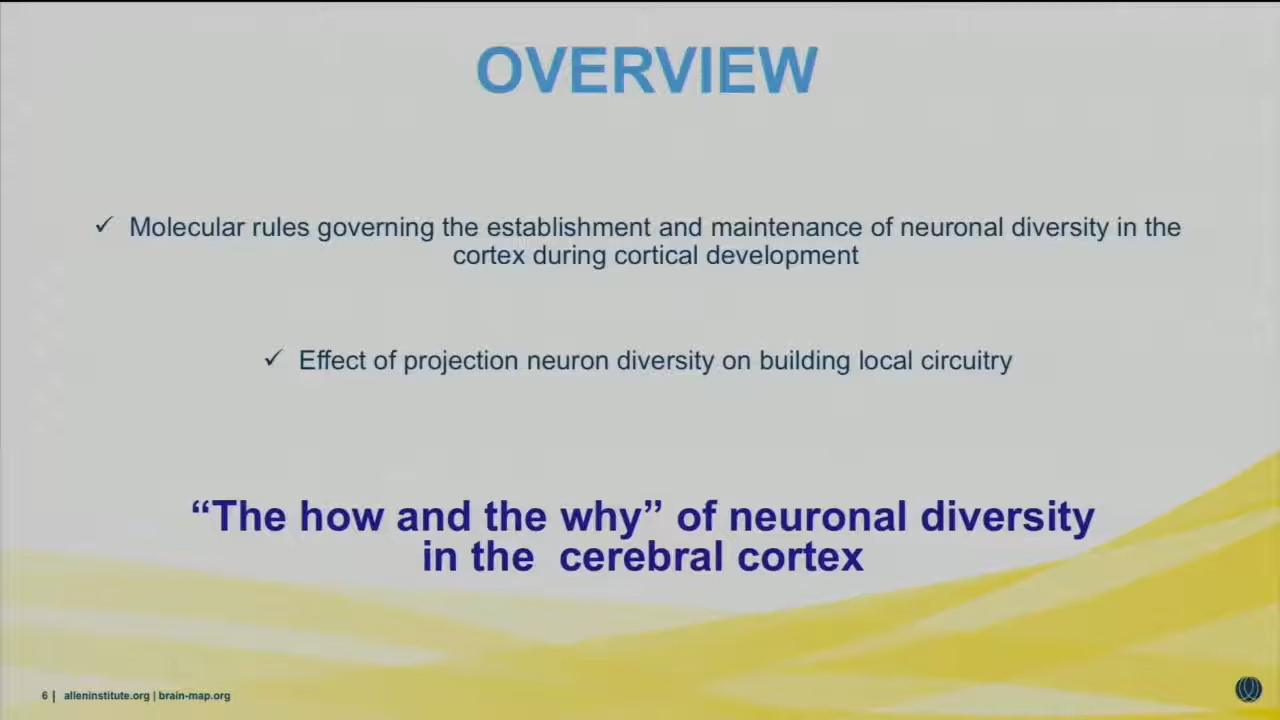 OVERVIEW
✓ Molecular rules governing the establishment and maintenance of neuronal diversity in the
cortex during cortical development
✓ Effect of projection neuron diversity on building local circuitry
“The how and the why” of neuronal diversity
in the cerebral cortex
6 | alleninstitute.org | brain-map.org